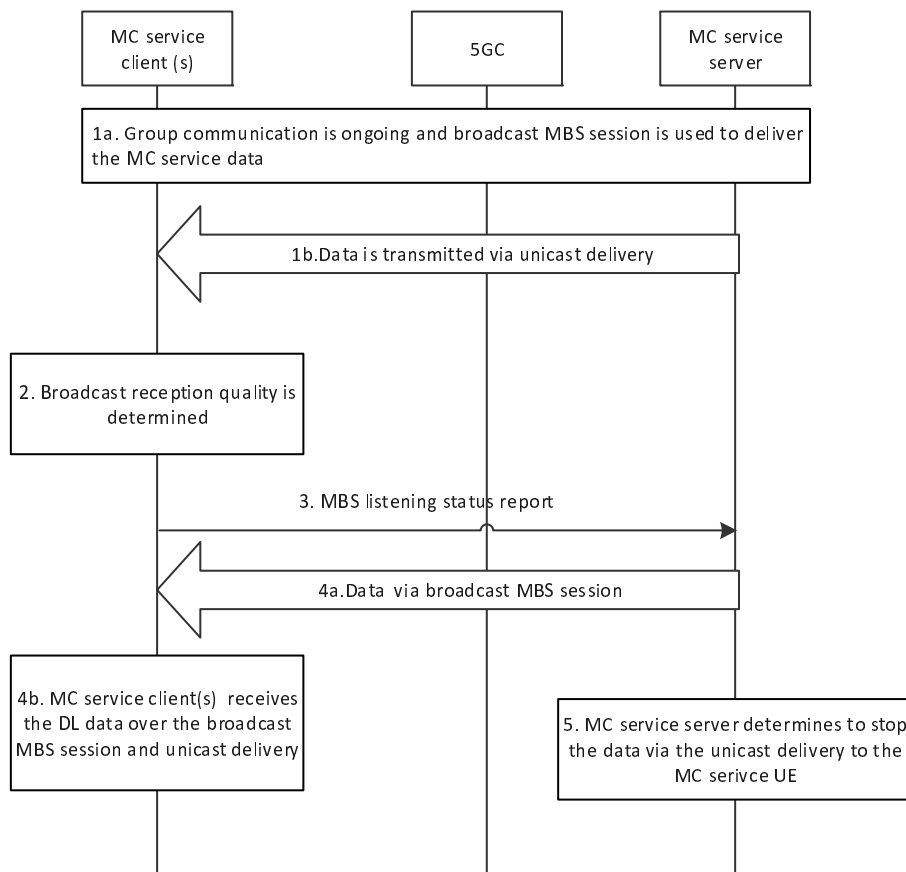 MC service
client (s)
5GC
MC service
server
1a. Group communication is ongoing and broadcast MBS session is used to deliver
the MC service data
1b.Data is transmitted via unicast delivery
2. Broadcast reception quality is
determined
3. MBS listening status report
4a.Data via broadcast MBS session
4b. MC service client(s) receives
the DL data over the broadcast
MBS session and unicast delivery
5. MC service server determines to stop
the data via the unicast delivery to the
MC serivce UE